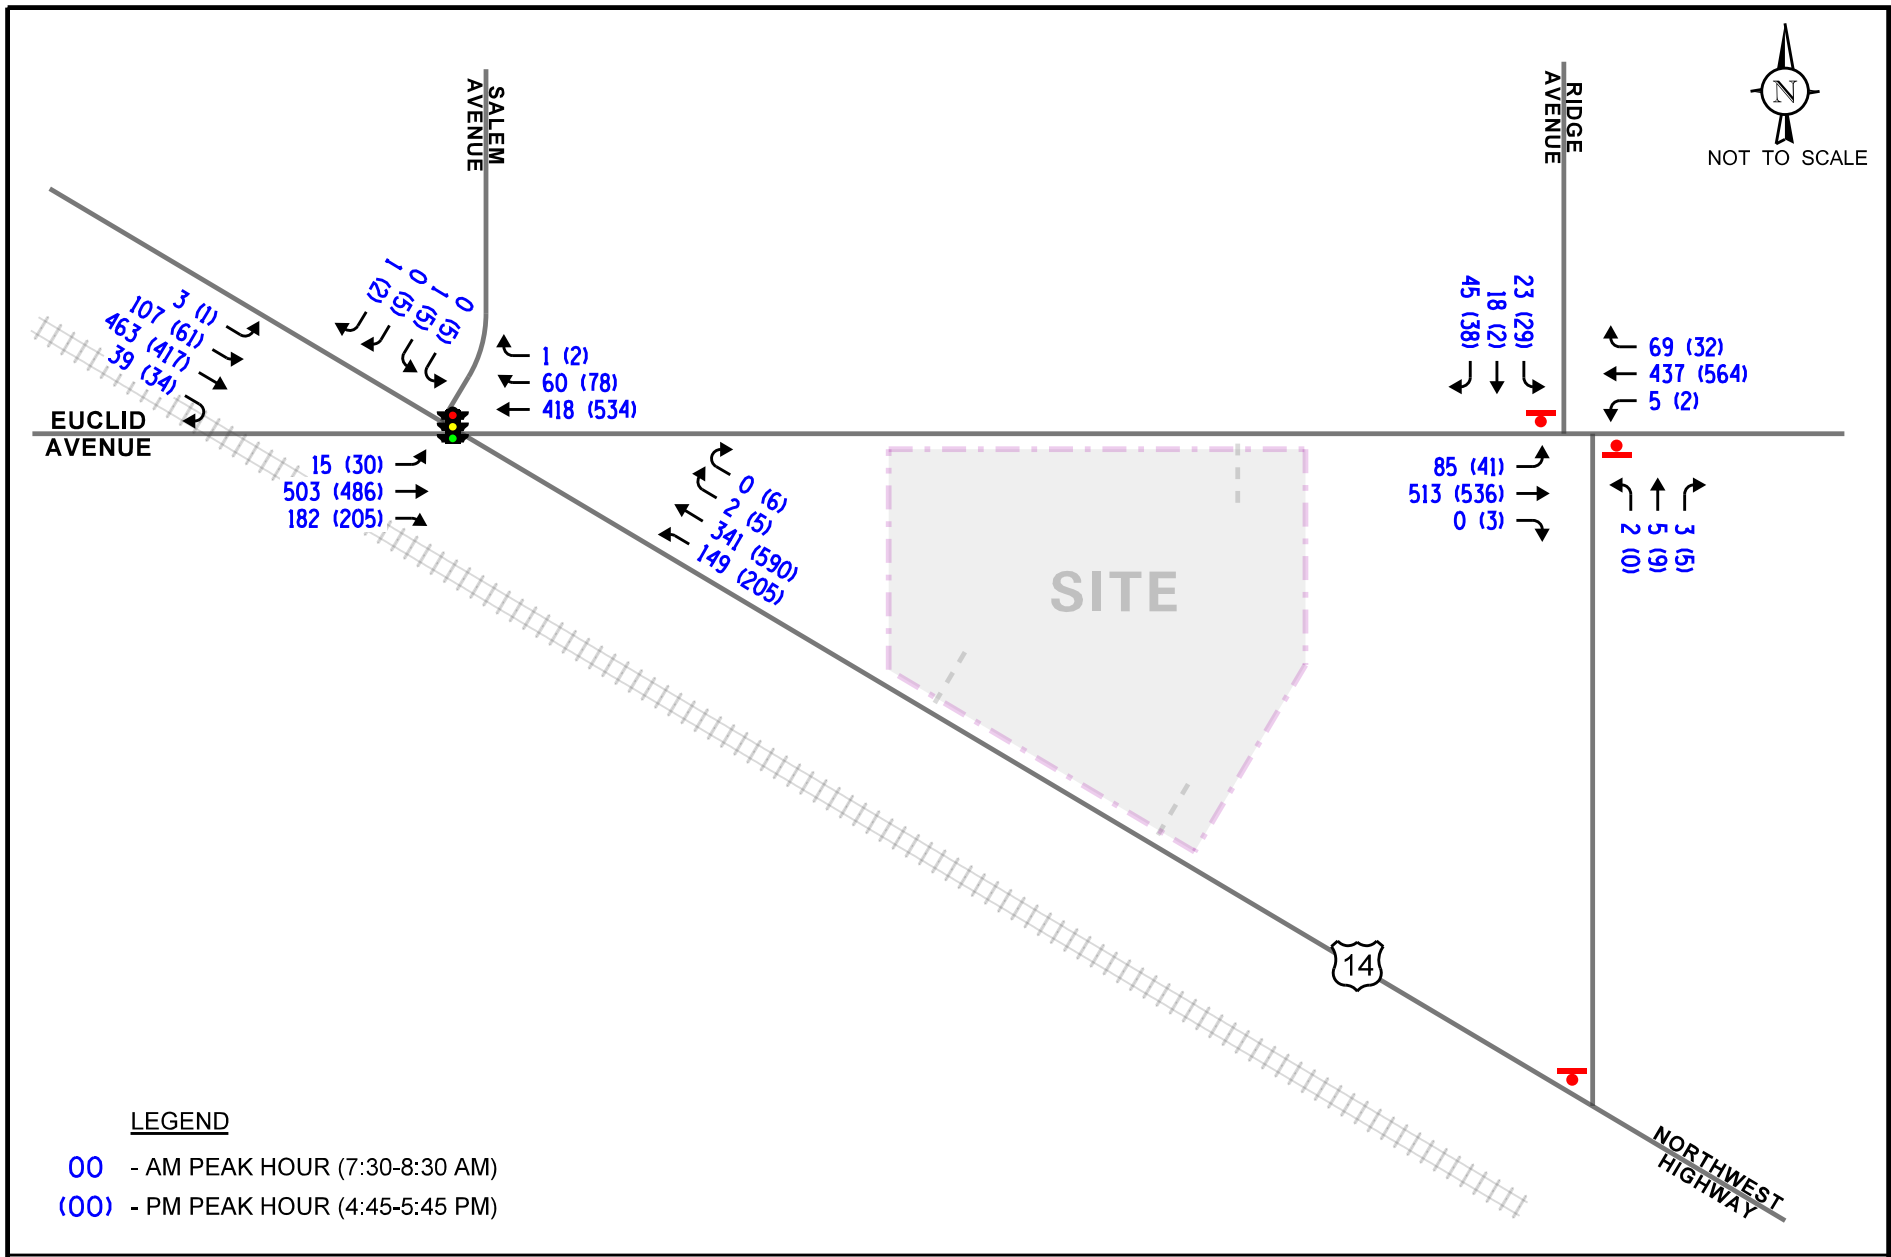 SALEM
AVENUE
RIDGE
AVENUE
N
NOT TO SCALE
3 (1)
107 (61)
463 (417)
39 (34)
1 (2)
0 (5)
1 (5)
0 (5)
1 (2)
60 (78)
418 (534)
EUCLID
AVENUE
15 (30)
503 (486)
182 (205)
0 (6)
2 (5)
341 (590)
149 (205)
45 (38)
18 (2)
23 (29)
69 (32)
437 (564)
5 (2)
85 (41)
513 (536)
0 (3)
2 (0)
5 (9)
3 (5)
SITE
14
NORTHWEST
HIGHWAY
LEGEND
00 - AM PEAK HOUR (7:30-8:30 AM)
(00) - PM PEAK HOUR (4:45-5:45 PM)